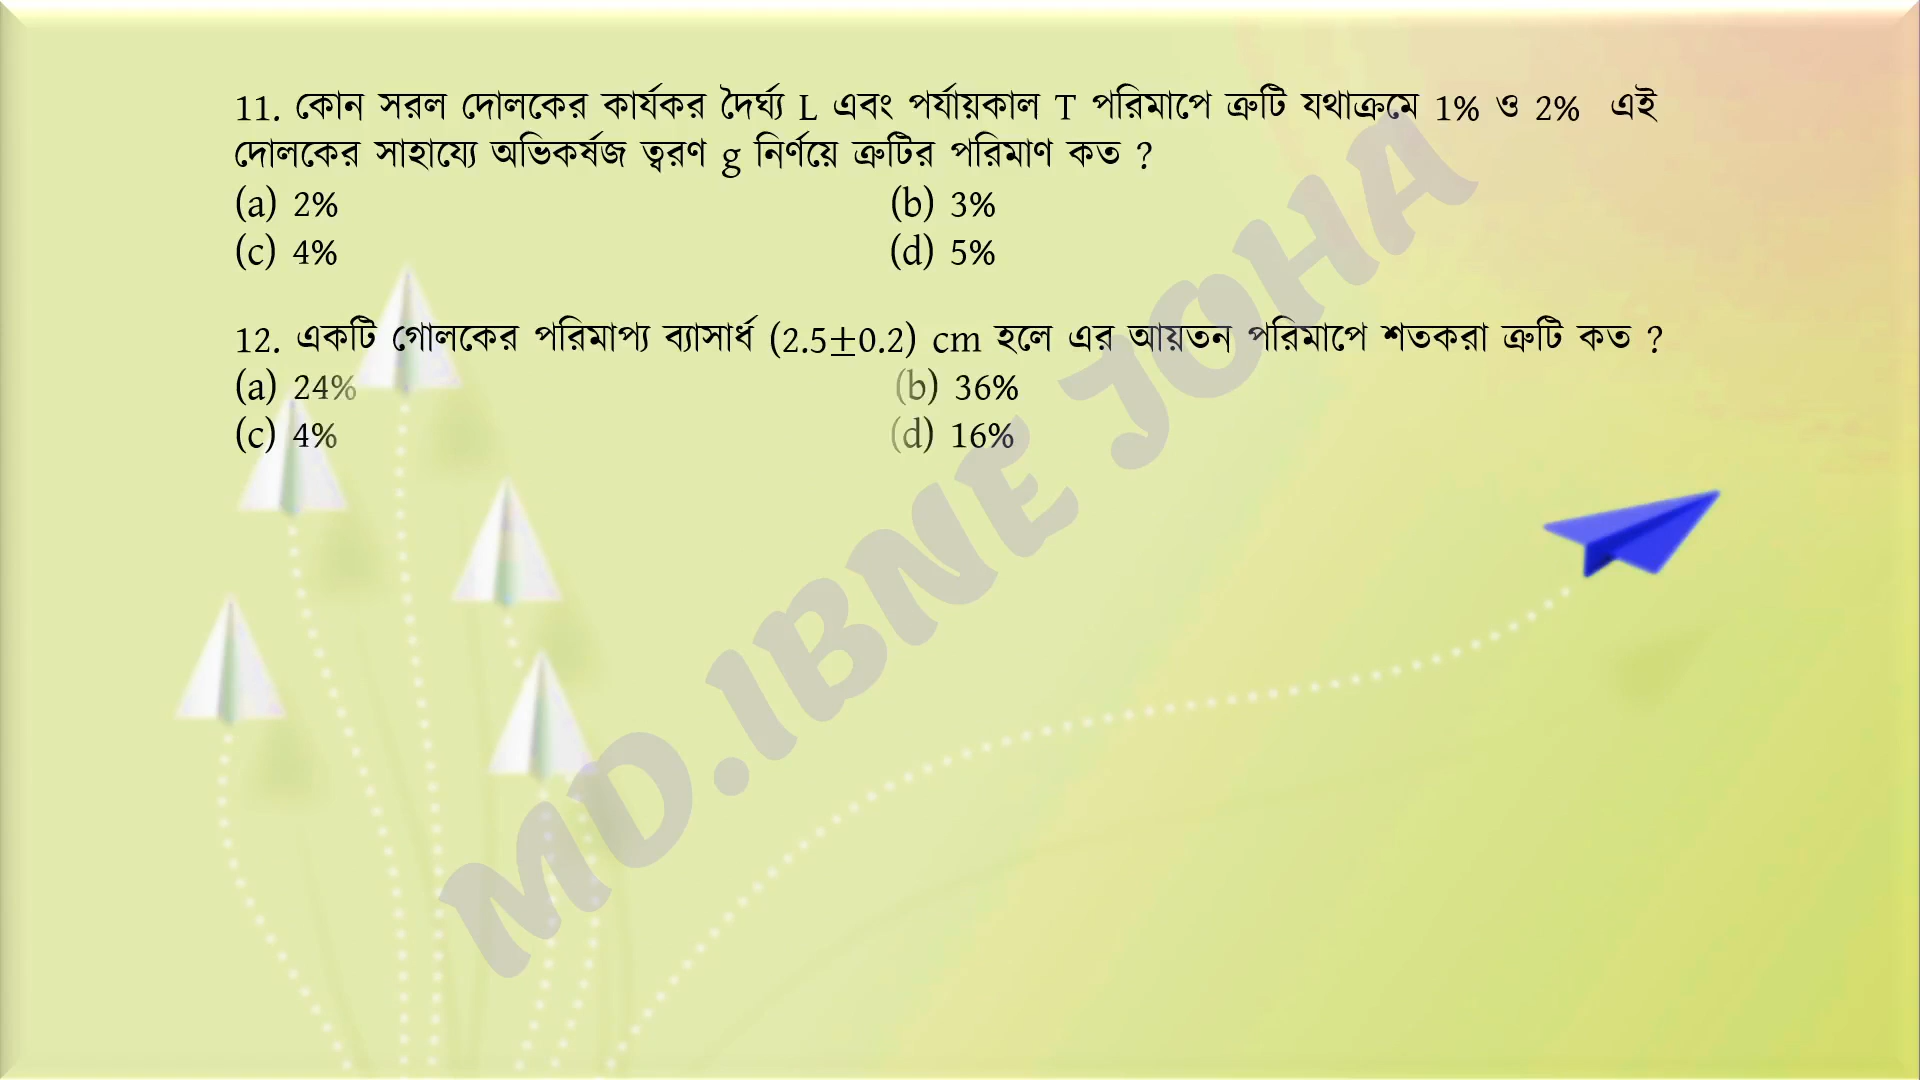 11. কোন সরল দোলকের কার্যকর দৈর্ঘ্য L এবং পর্যায়কাল T পরিমাপে ত্রুটি যথাক্রমে 1% ও 2% এই
দোলকের সাহায্যে অভিকর্ষজ ত্বরণ g নির্ণয়ে ত্রুটির পরিমাণ কত ?
(a) 2% (b) 3%
(c) 4% (d) 5%
12. একটি গোলকের পরিমাপ্য ব্যাসার্ধ (2.5±0.2) cm হলে এর আয়তন পরিমাপে শতকরা ত্রুটি কত ?
(a) 24% (b) 36%
(c) 4% (d) 16%
MD.IBNE JOHA